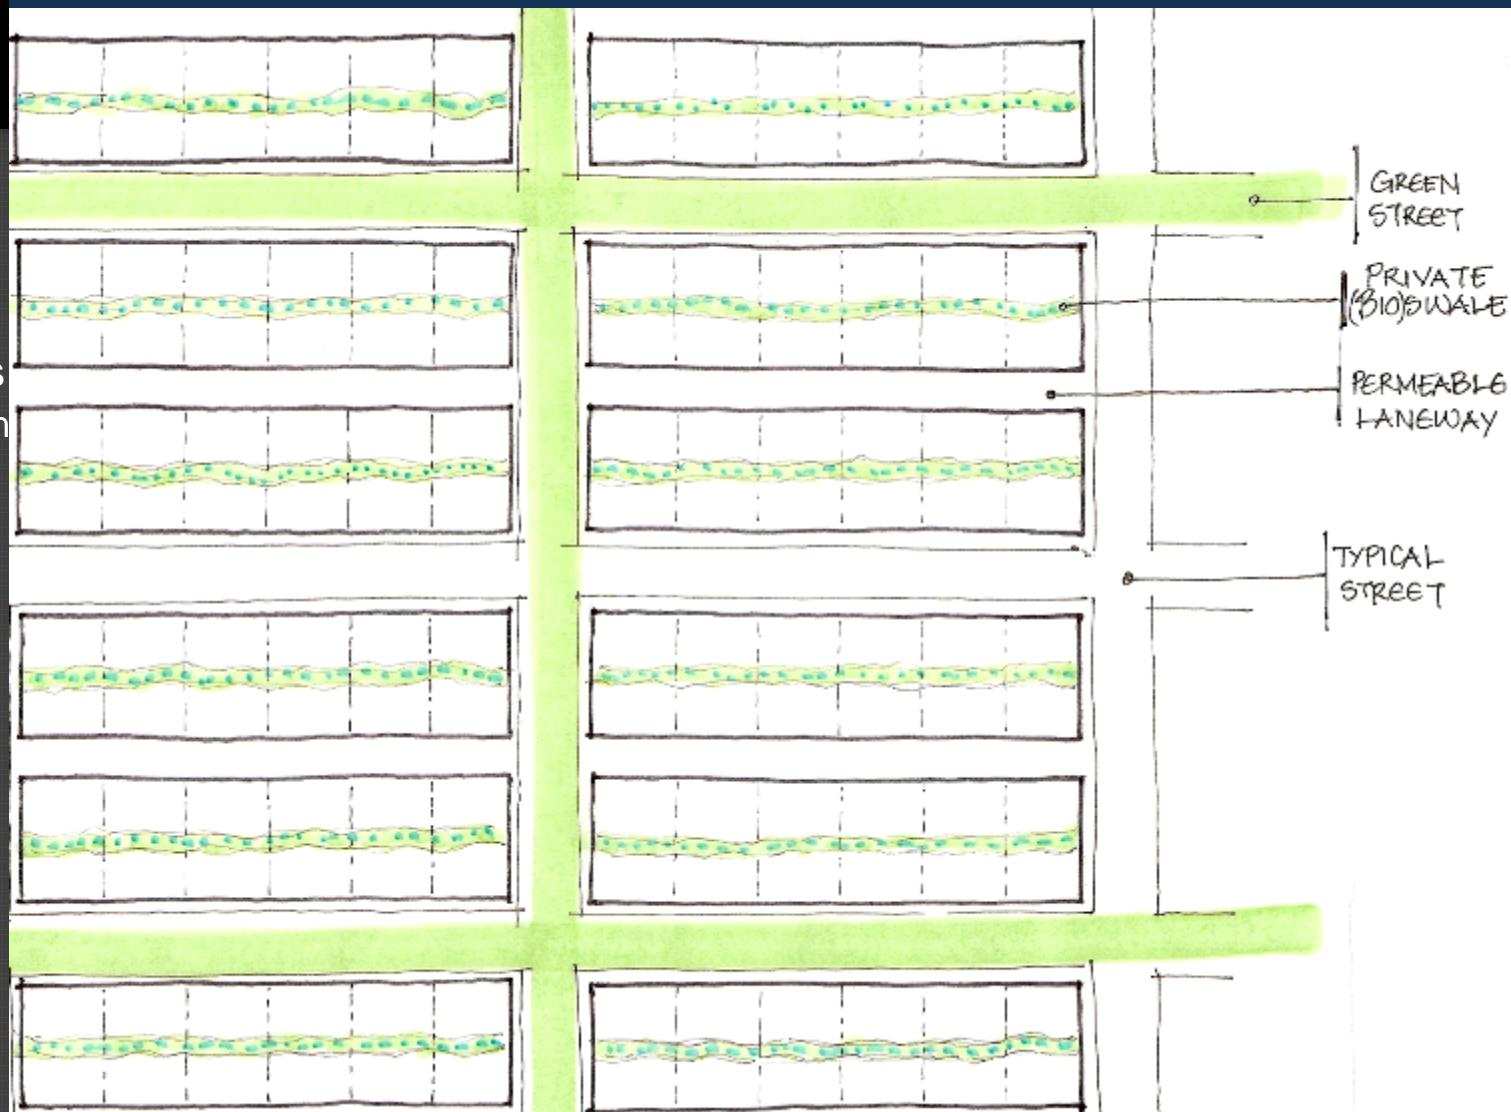 GREEN
STREET
PRIVATE
(BIO)SWALE
s
PERMEABLE
n
LANEWAY
TYPICAL
STREET